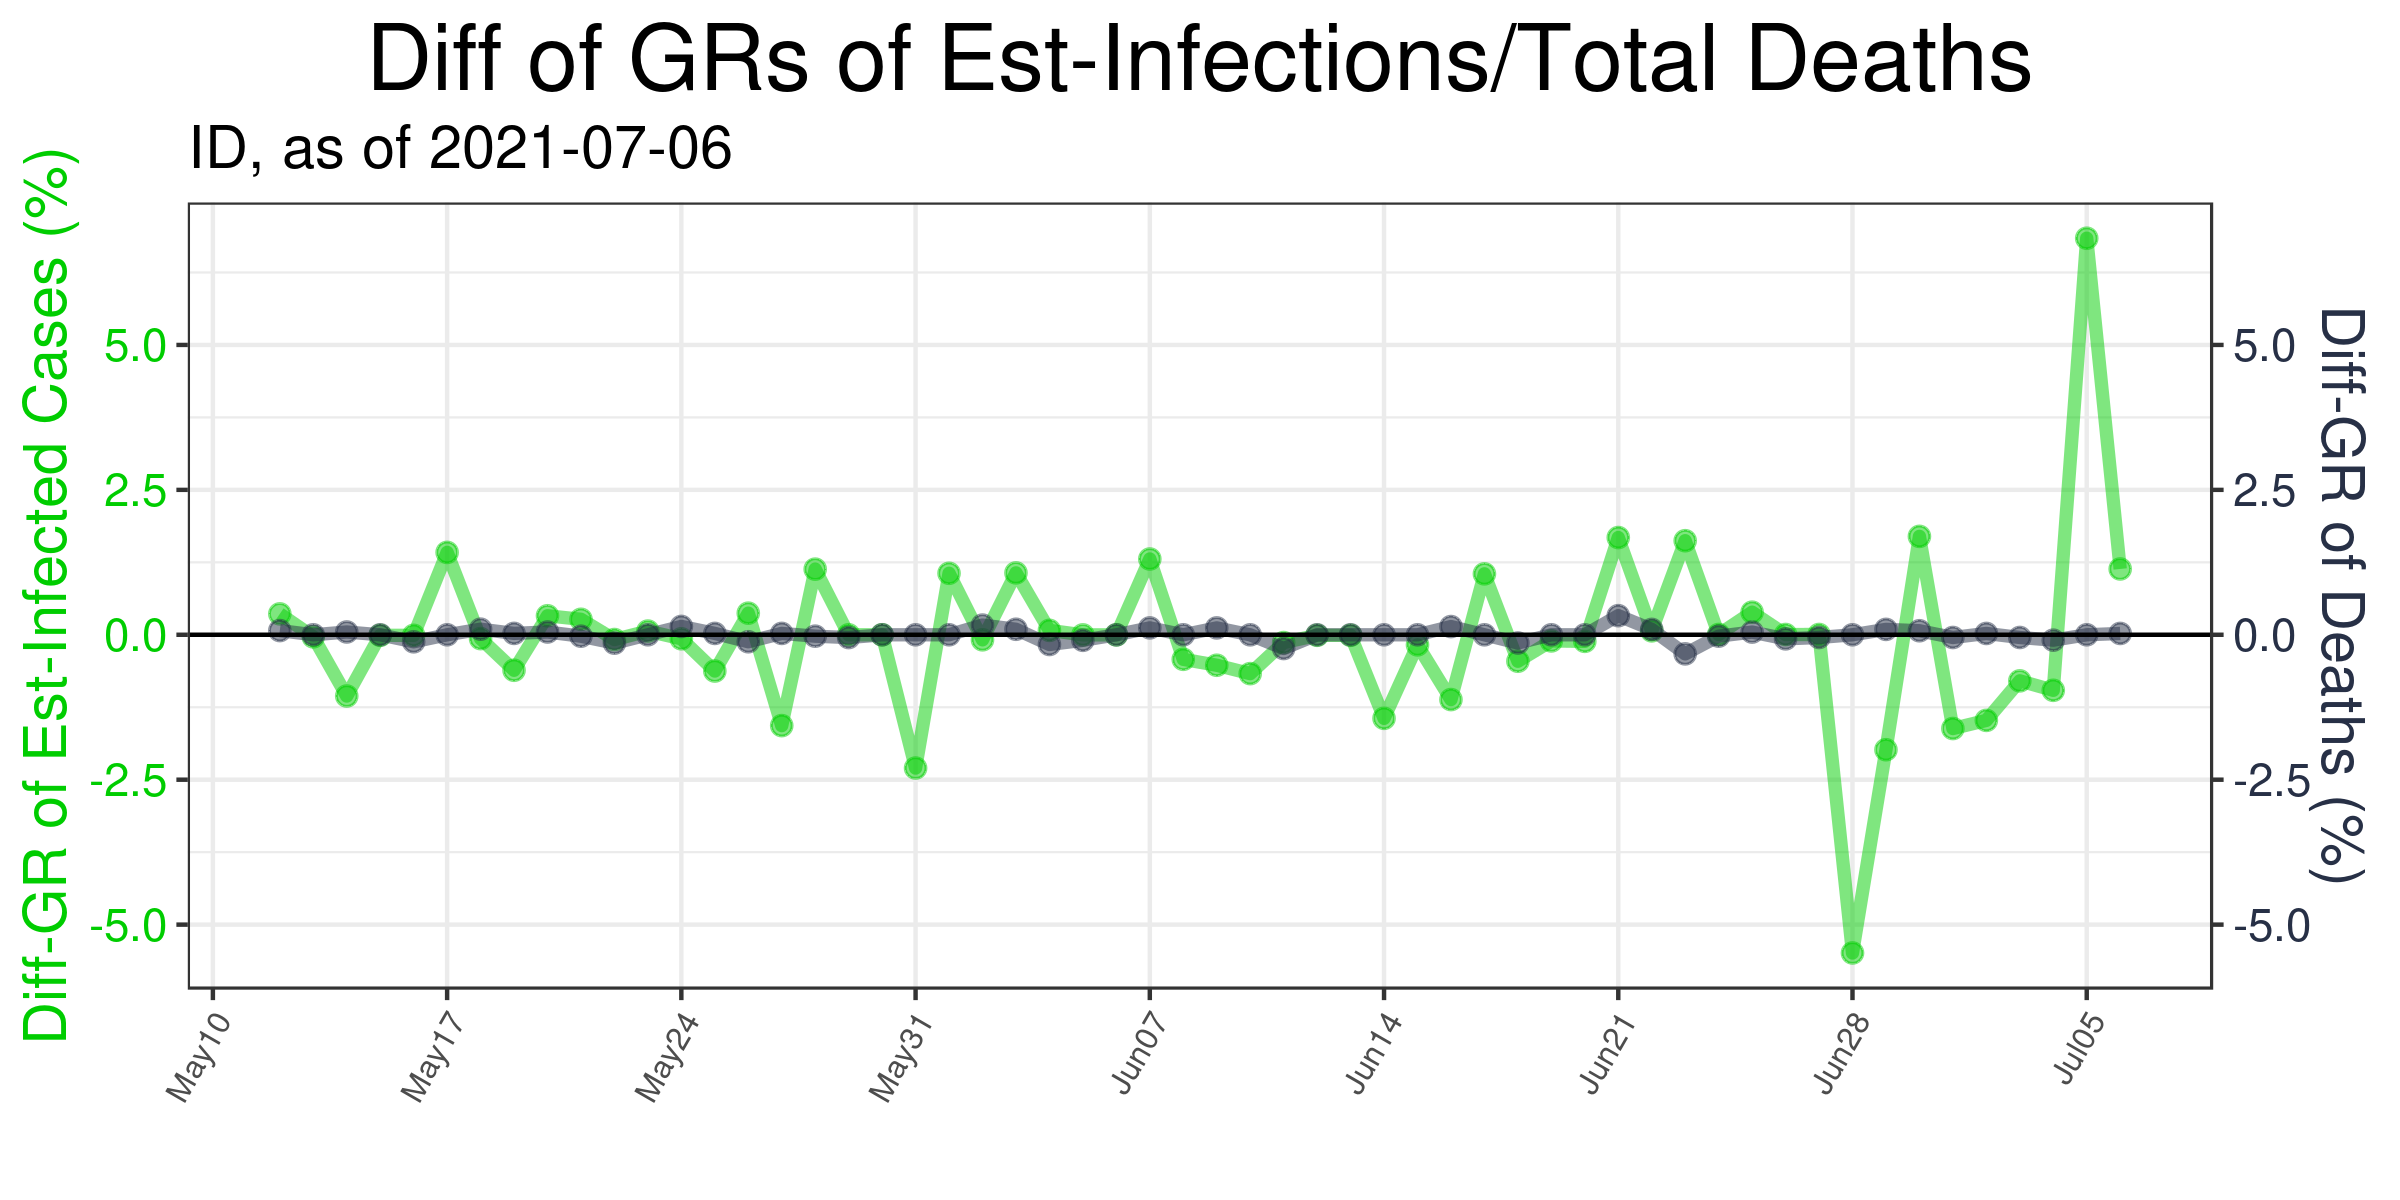 Diff of GRs of Est-Infections/Total Deaths
ID, as of 2021-07-06
Diff-GR of Est-Infected Cases (%)
5.0
2.5
0.0
-2.5
-5.0
5.0
2.5
0.0
-2.5
-5.0
Diff-GR of Deaths (%)
May10
May17
May24
May31
Jun07
Jun14
Jun21
Jun28
Jul05